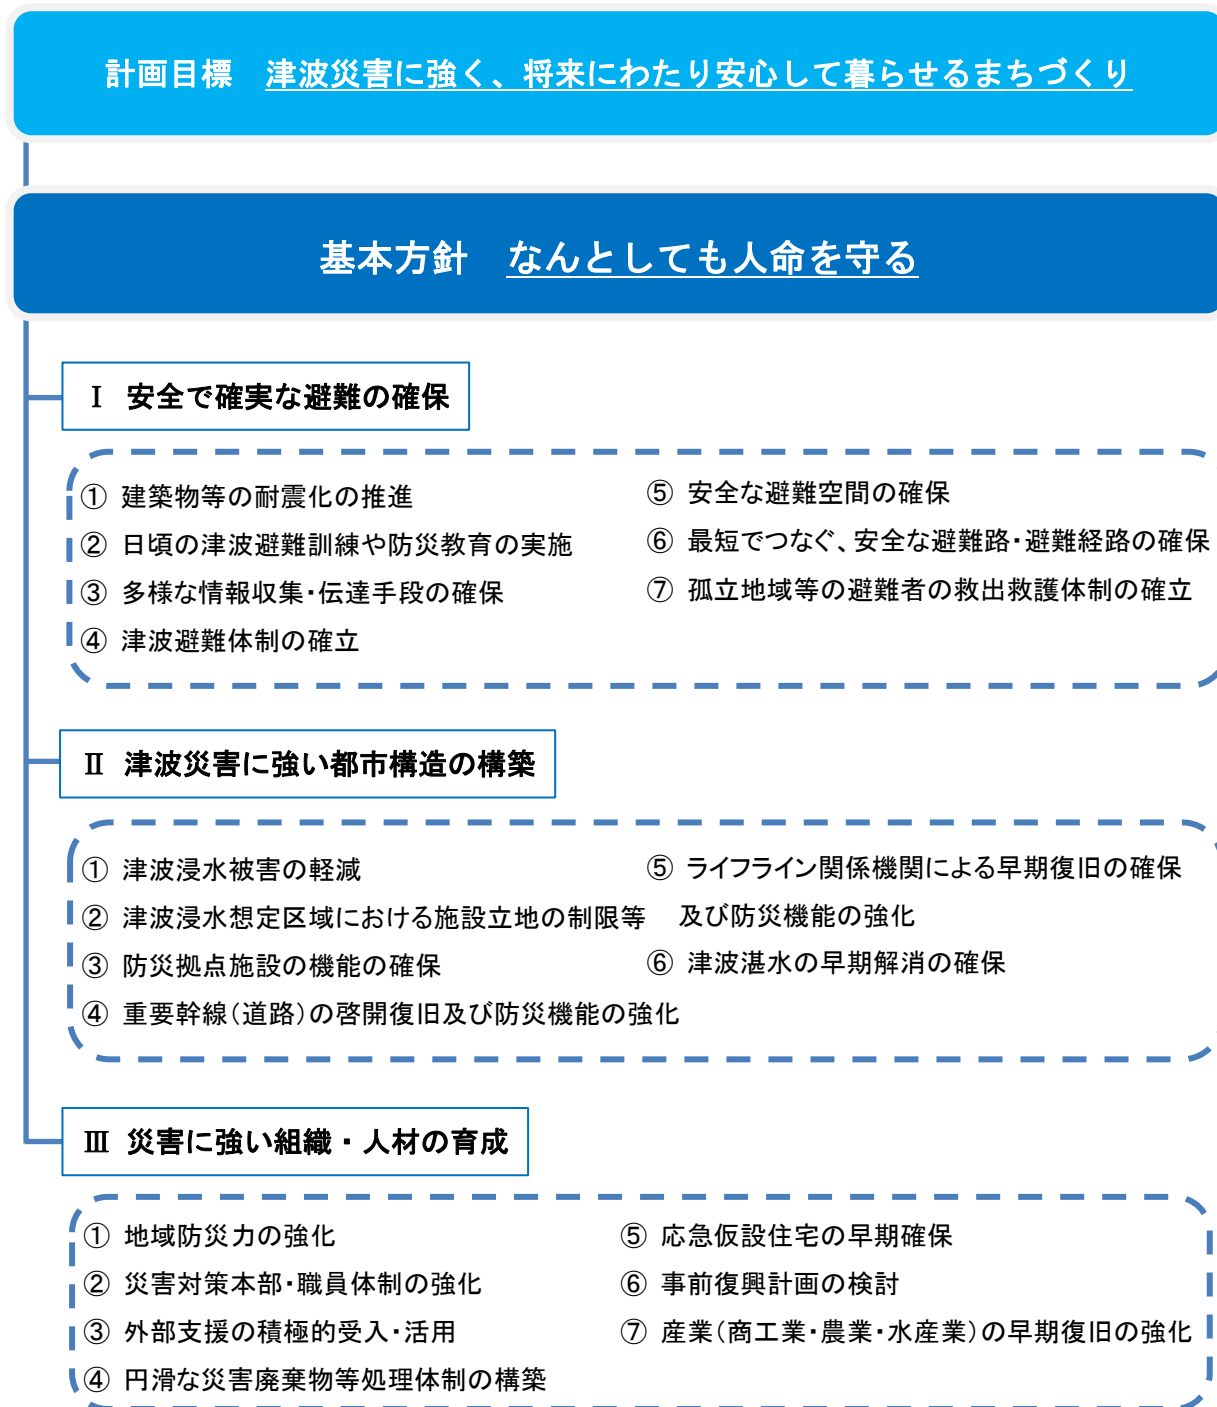 計画目標　津波災害に強く、将来にわたり安心して暮らせるまちづくり
基本方針　なんとしても人命を守る
Ⅰ 安全で確実な避難の確保
① 建築物等の耐震化の推進
② 日頃の津波避難訓練や防災教育の実施
③ 多様な情報収集・伝達手段の確保
④ 津波避難体制の確立
⑤ 安全な避難空間の確保
⑥ 最短でつなぐ、安全な避難路・避難経路の確保
⑦ 孤立地域等の避難者の救出救護体制の確立
Ⅱ 津波災害に強い都市構造の構築
① 津波浸水被害の軽減
② 津波浸水想定区域における施設立地の制限等
③ 防災拠点施設の機能の確保
④ 重要幹線（道路）の啓開復旧及び防災機能の強化
⑤ ライフライン関係機関による早期復旧の確保
及び防災機能の強化
⑥ 津波湛水の早期解消の確保
Ⅲ 災害に強い組織・人材の育成
① 地域防災力の強化
② 災害対策本部・職員体制の強化
③ 外部支援の積極的受入・活用
④ 円滑な災害廃棄物等処理体制の構築
⑤ 応急仮設住宅の早期確保
⑥ 事前復興計画の検討
⑦ 産業（商工業・農業・水産業）の早期復旧の強化